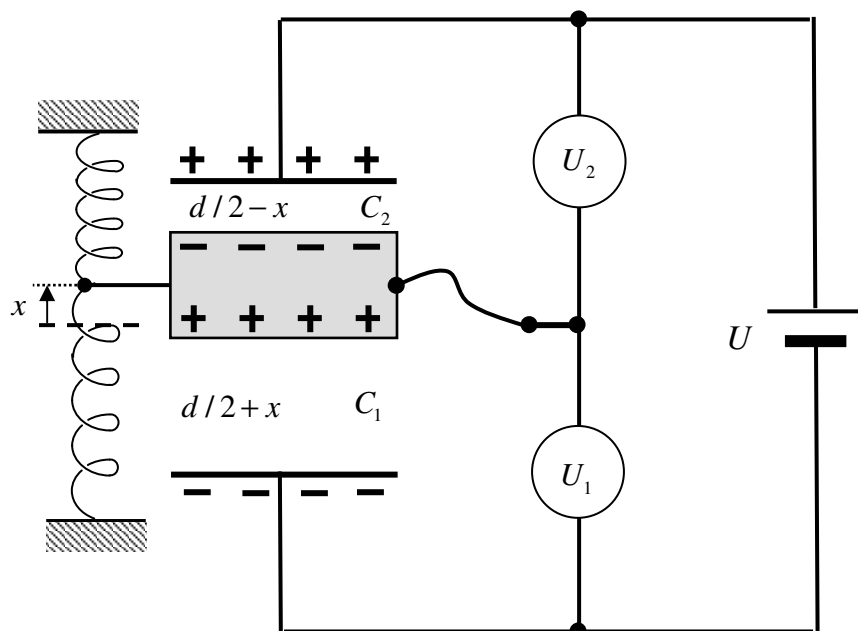 + + + +
U₂
d / 2 − x C₂
− − − −
x
+ + + +
U
d / 2 + x C₁
U₁
− − − −